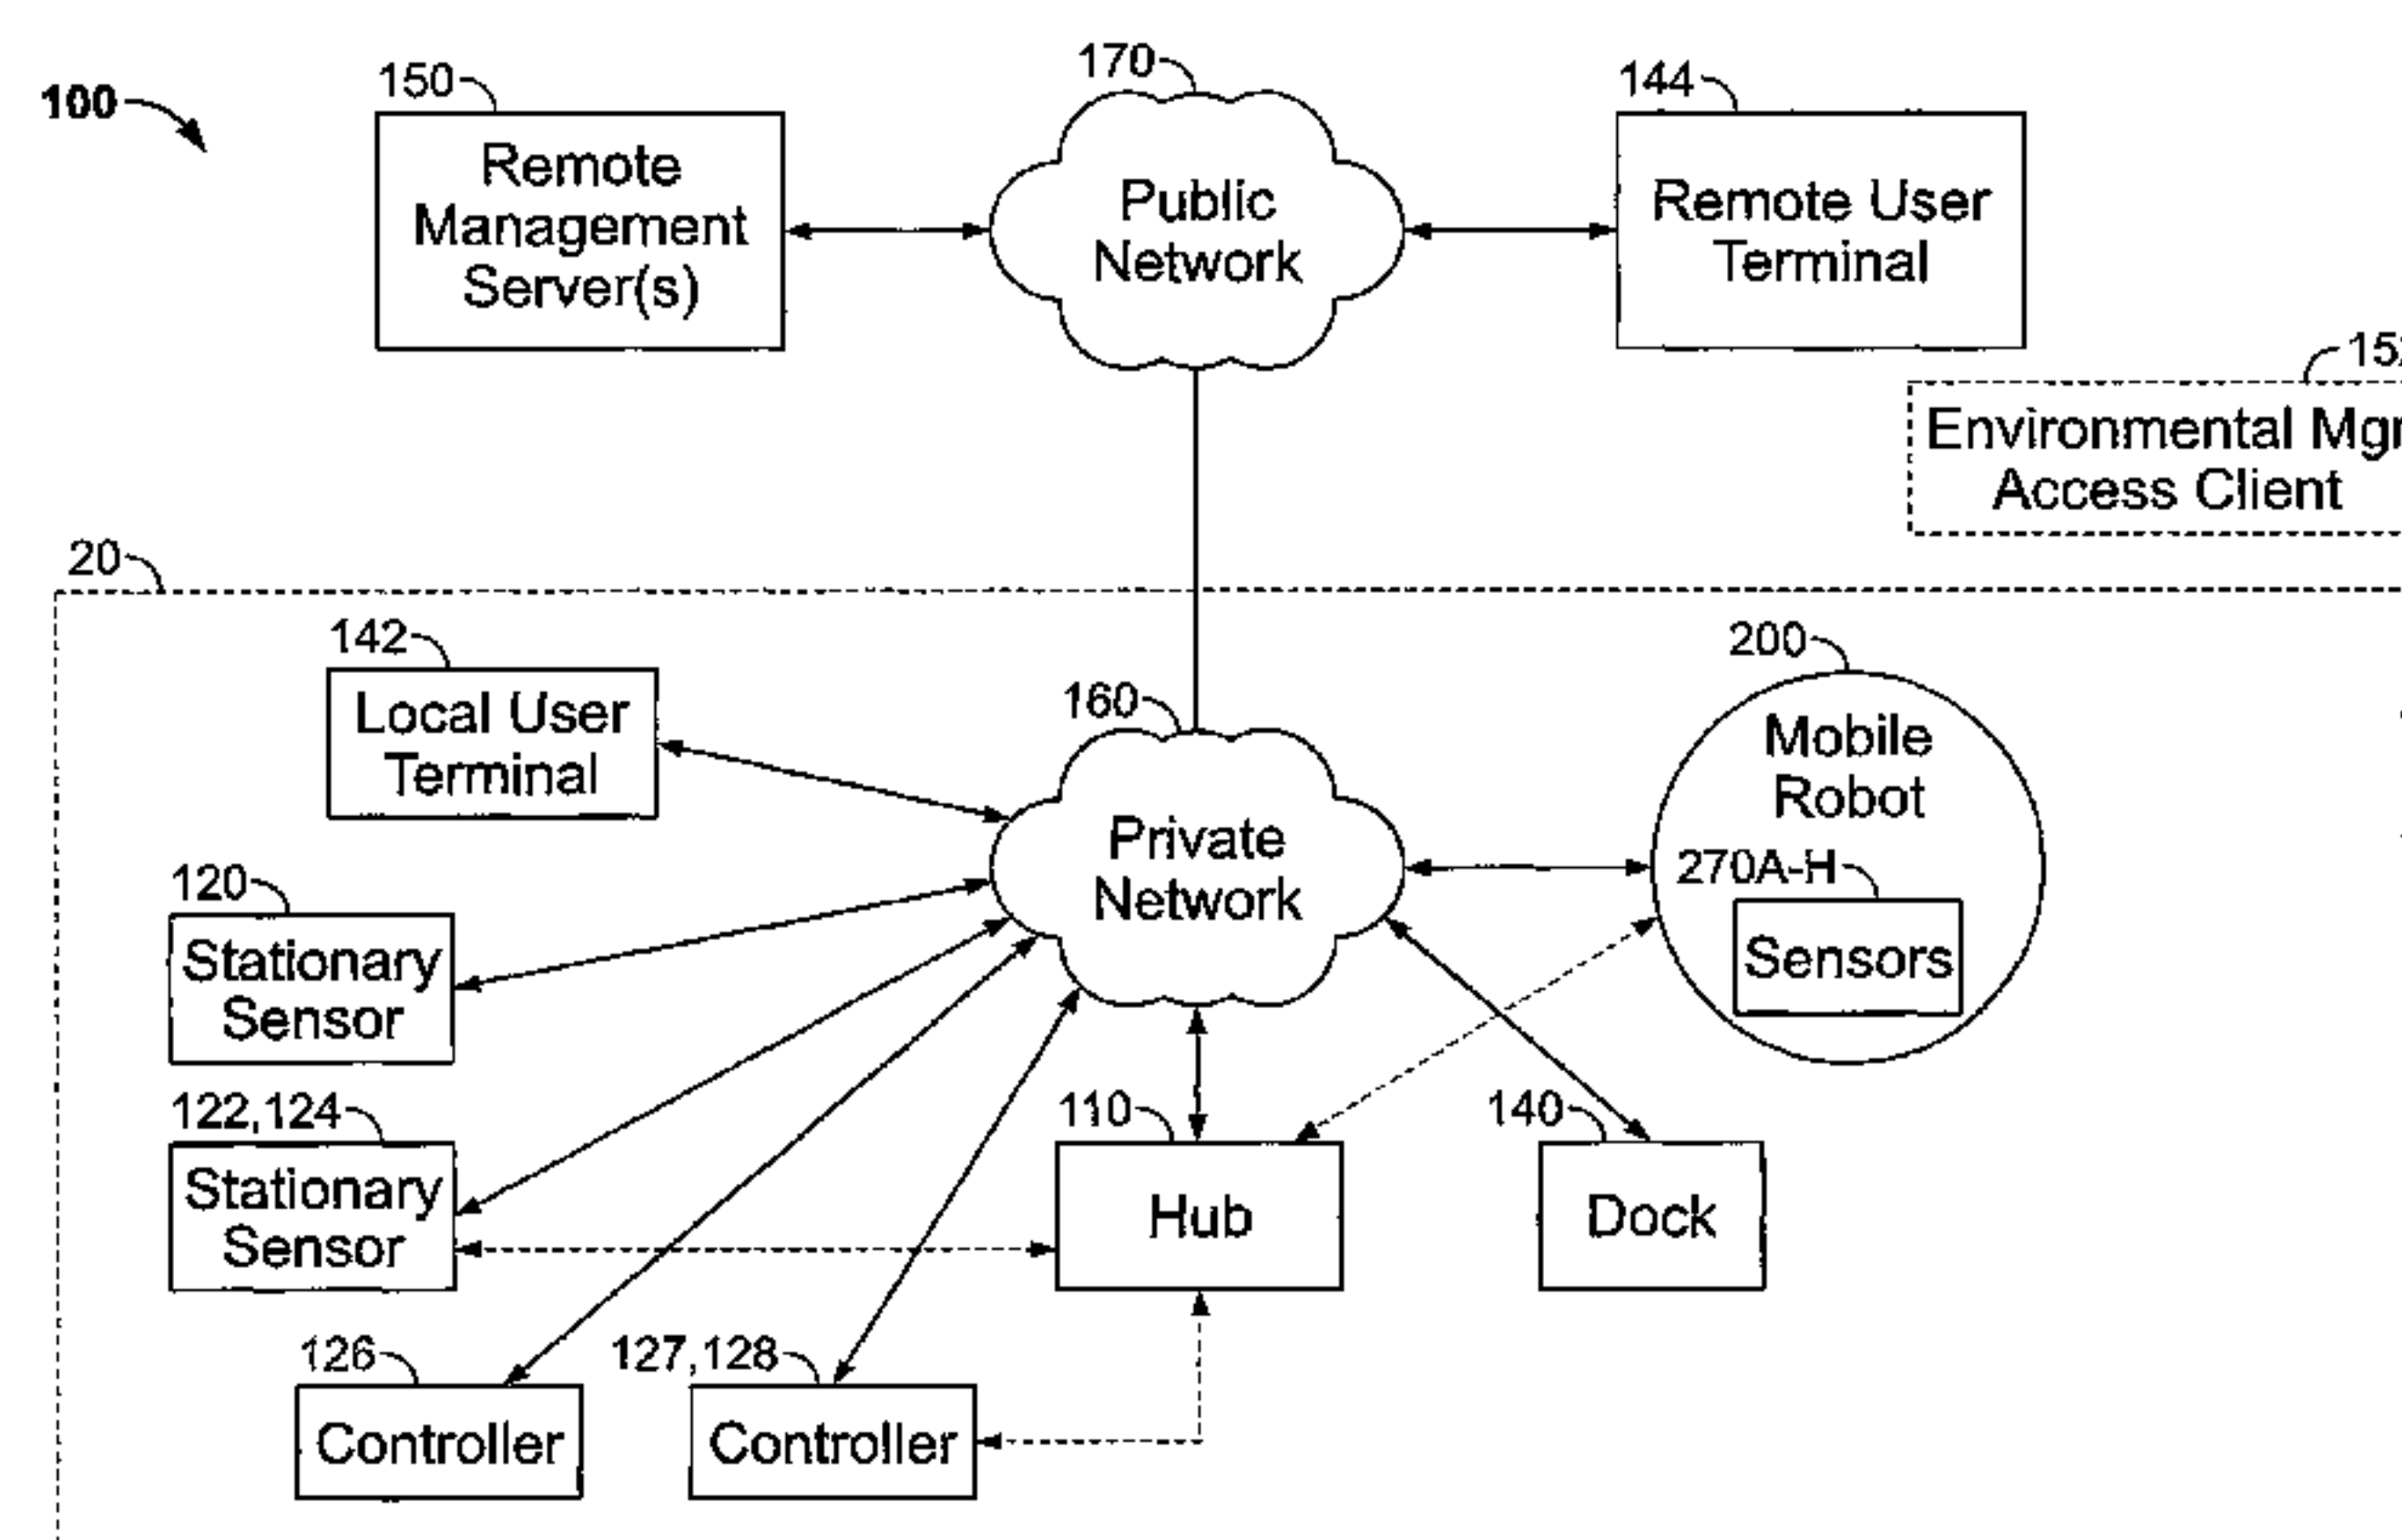 100
150
170
144
Remote
Management
Server(s)
Public
Network
Remote User
Terminal
Environmental
Access Client
20
142
Local User
Terminal
160
200
Mobile
Robot
Private
Network
270A-H
Sensors
120
Stationary
Sensor
122,124
Stationary
Sensor
110
140
Hub
Dock
126
127,128
Controller
Controller